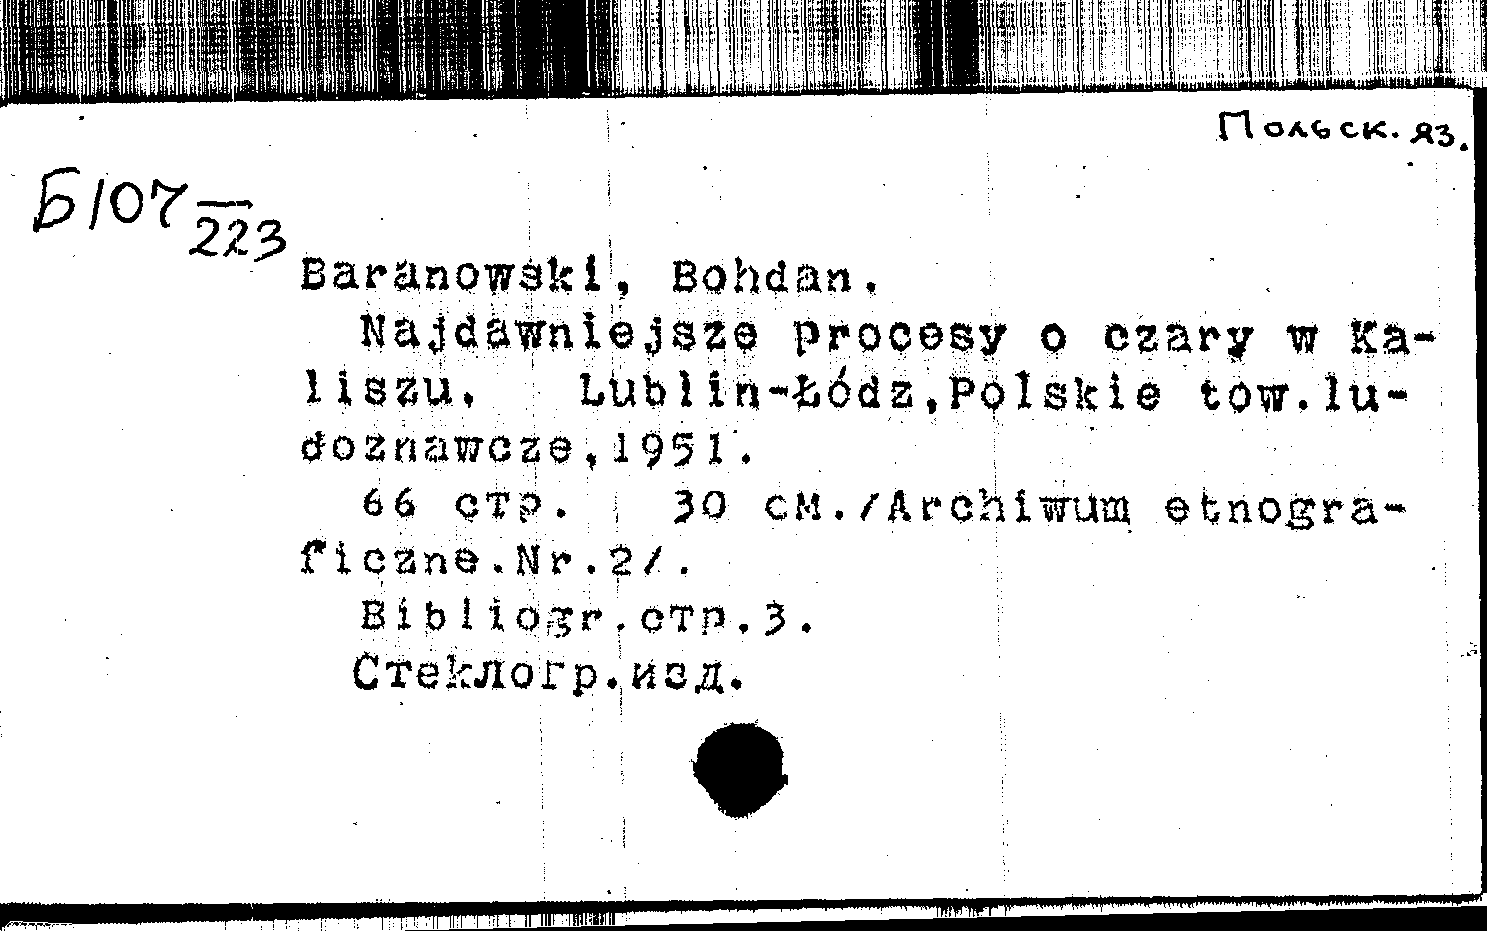 Польск. яз.
Б107
223
Baranowski, Bohdan.
Najdawniejsze procesy o czary w Ka-
liszu. Lublin-Łódz,Polskie tow.lu-
doznawcze,1951.
66 стр. 30 см./Archiwum etnogra-
ficzne.Nr.2/.
Bibliogr.стр.3.
Стеклогр.изд.